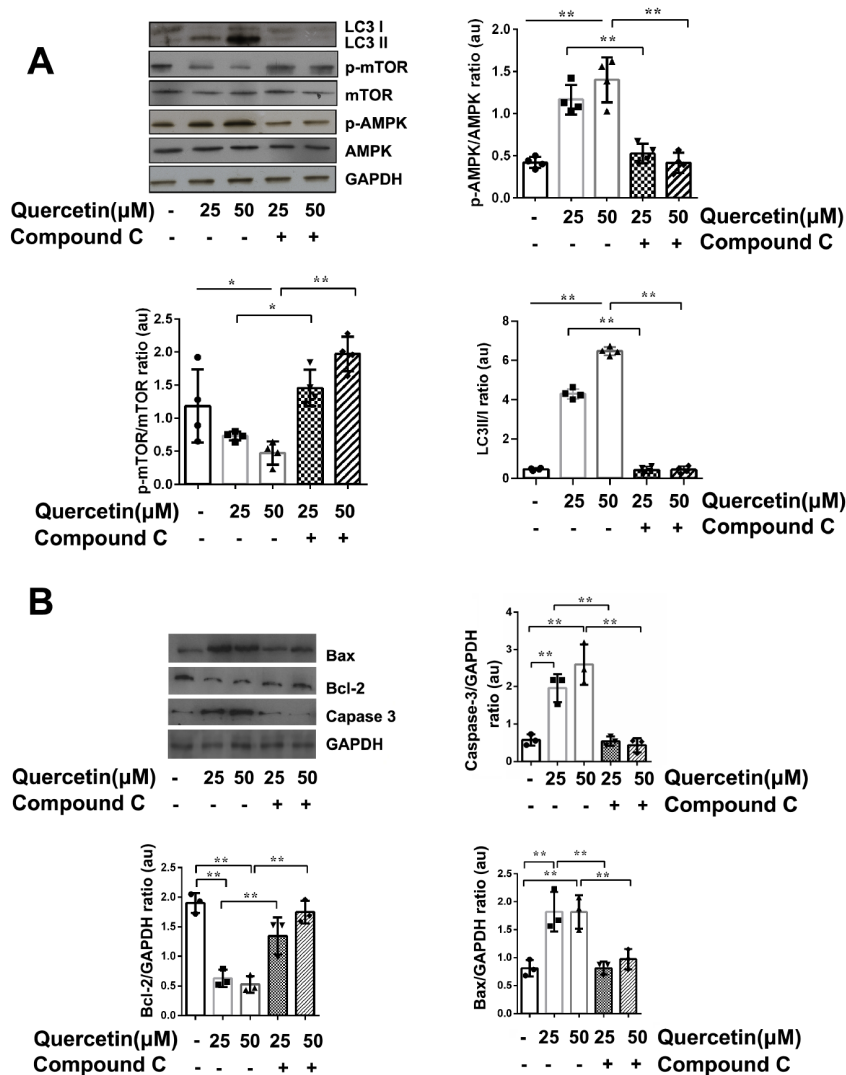 A
LC3 I
LC3 II
p-mTOR
mTOR
p-AMPK
AMPK
GAPDH
Quercetin(µM) - 25 50 25 50
Compound C - - - + +
p-AMPK/AMPK ratio (au)
2.0
1.5
1.0
0.5
0.0
** **
**
- 25 50 25 50 Quercetin(µM)
- - - + + Compound C
p-mTOR/mTOR ratio (au)
2.5
2.0
1.5
1.0
0.5
0.0
* **
*
Quercetin(µM) - 25 50 25 50
Compound C - - - + +
LC3II/I ratio (au)
8
6
4
2
0
** **
**
- 25 50 25 50 Quercetin(µM)
- - - + + Compound C
B
Bax
Bcl-2
Capase 3
GAPDH
Quercetin(µM) - 25 50 25 50
Compound C - - - + +
Caspase-3/GAPDH
ratio (au)
4
3
2
1
0
**
** **
**
- 25 50 25 50 Quercetin(µM)
- - - + + Compound C
Bcl-2/GAPDH ratio (au)
2.5
2.0
1.5
1.0
0.5
0.0
** **
**
**
Quercetin(µM) - 25 50 25 50
Compound C - - - + +
Bax/GAPDH ratio (au)
2.5
2.0
1.5
1.0
0.5
0.0
** **
** **
- 25 50 25 50 Quercetin(µM)
- - - + + Compound C